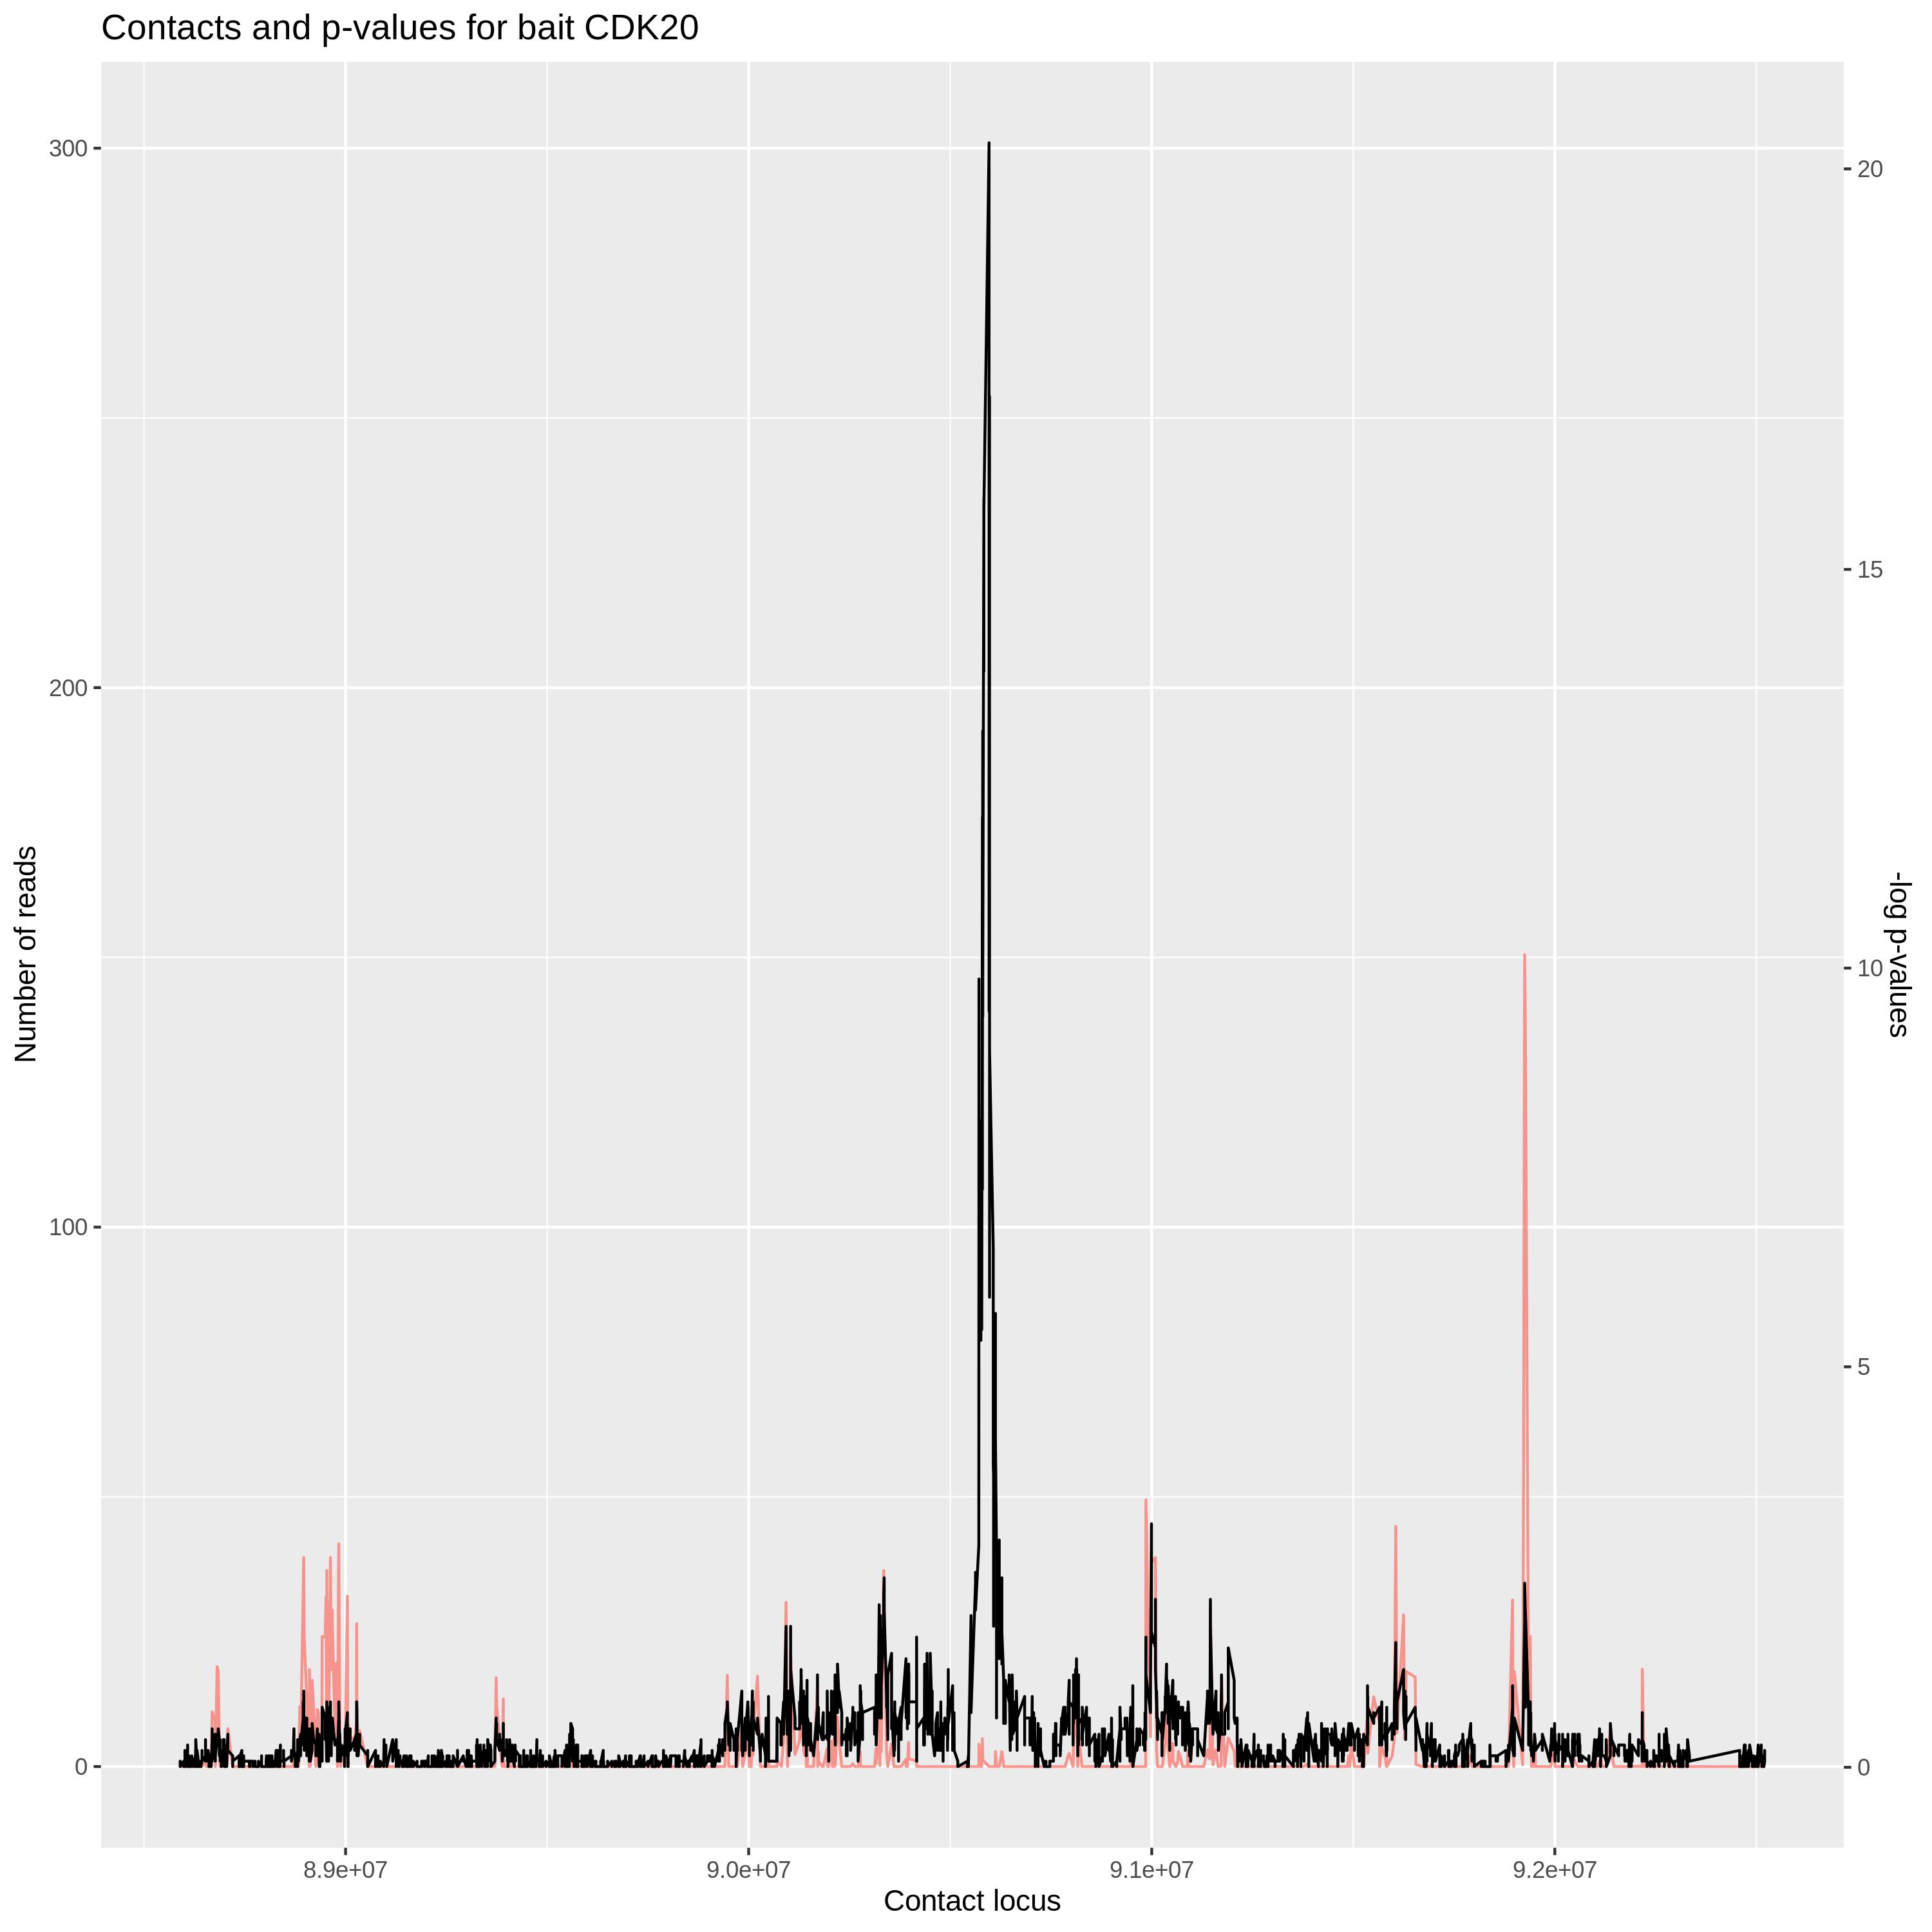 Contacts and p-values for bait CDK20
Number of reads
300
200
100
0
20
15
10
5
0
-log p-values
8.9e+07
9.0e+07
9.1e+07
9.2e+07
Contact locus